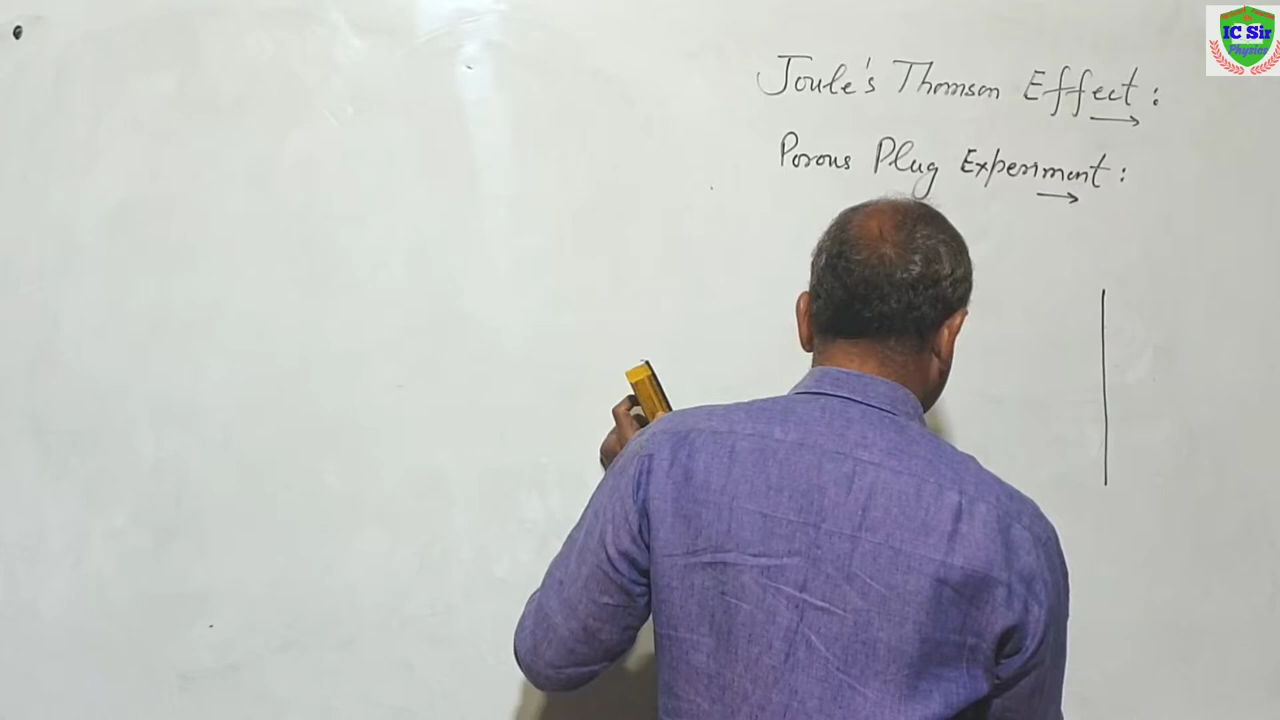 Joule's Thomson Effect:
Porous Plug Experiment:
IC Sir
Physics